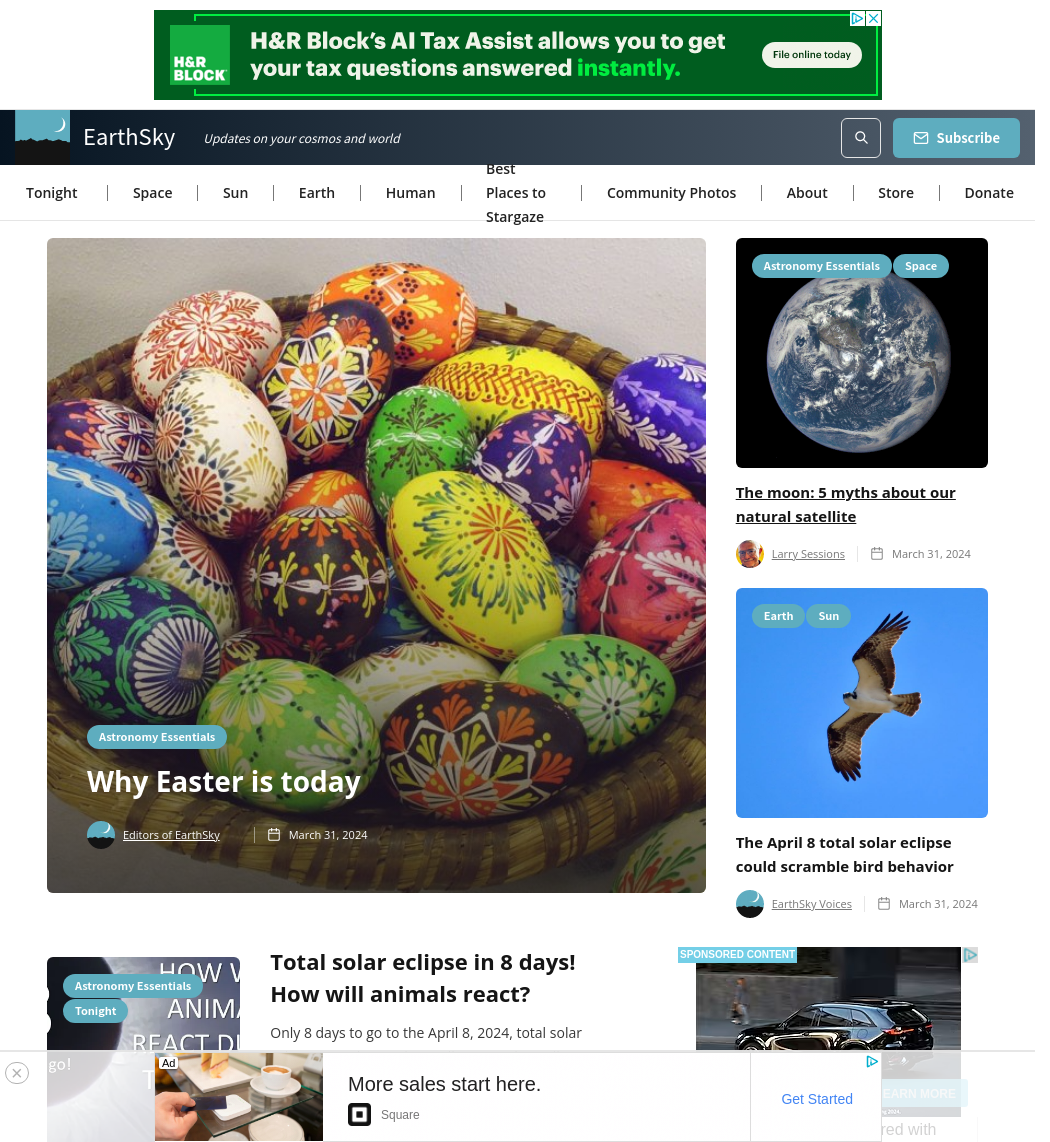 H&R Block's AI Tax Assist allows you to get
your tax questions answered instantly.
H&R
BLOCK
File online today
EarthSky
Updates on your cosmos and world
Subscribe
Tonight
Space
Sun
Earth
Human
Best
Places to
Stargaze
Community Photos
About
Store
Donate
Astronomy Essentials
Why Easter is today
Editors of EarthSky
March 31, 2024
Astronomy Essentials
Space
The moon: 5 myths about our
natural satellite
Larry Sessions
March 31, 2024
Earth
Sun
The April 8 total solar eclipse
could scramble bird behavior
EarthSky Voices
March 31, 2024
HOW
Astronomy Essentials
ANIMA
Tonight
REACT DU
go!
T
Total solar eclipse in 8 days!
How will animals react?
Only 8 days to go to the April 8, 2024, total solar
SPONSORED CONTENT
EARN MORE
red with
Ad
More sales start here.
Square
Get Started